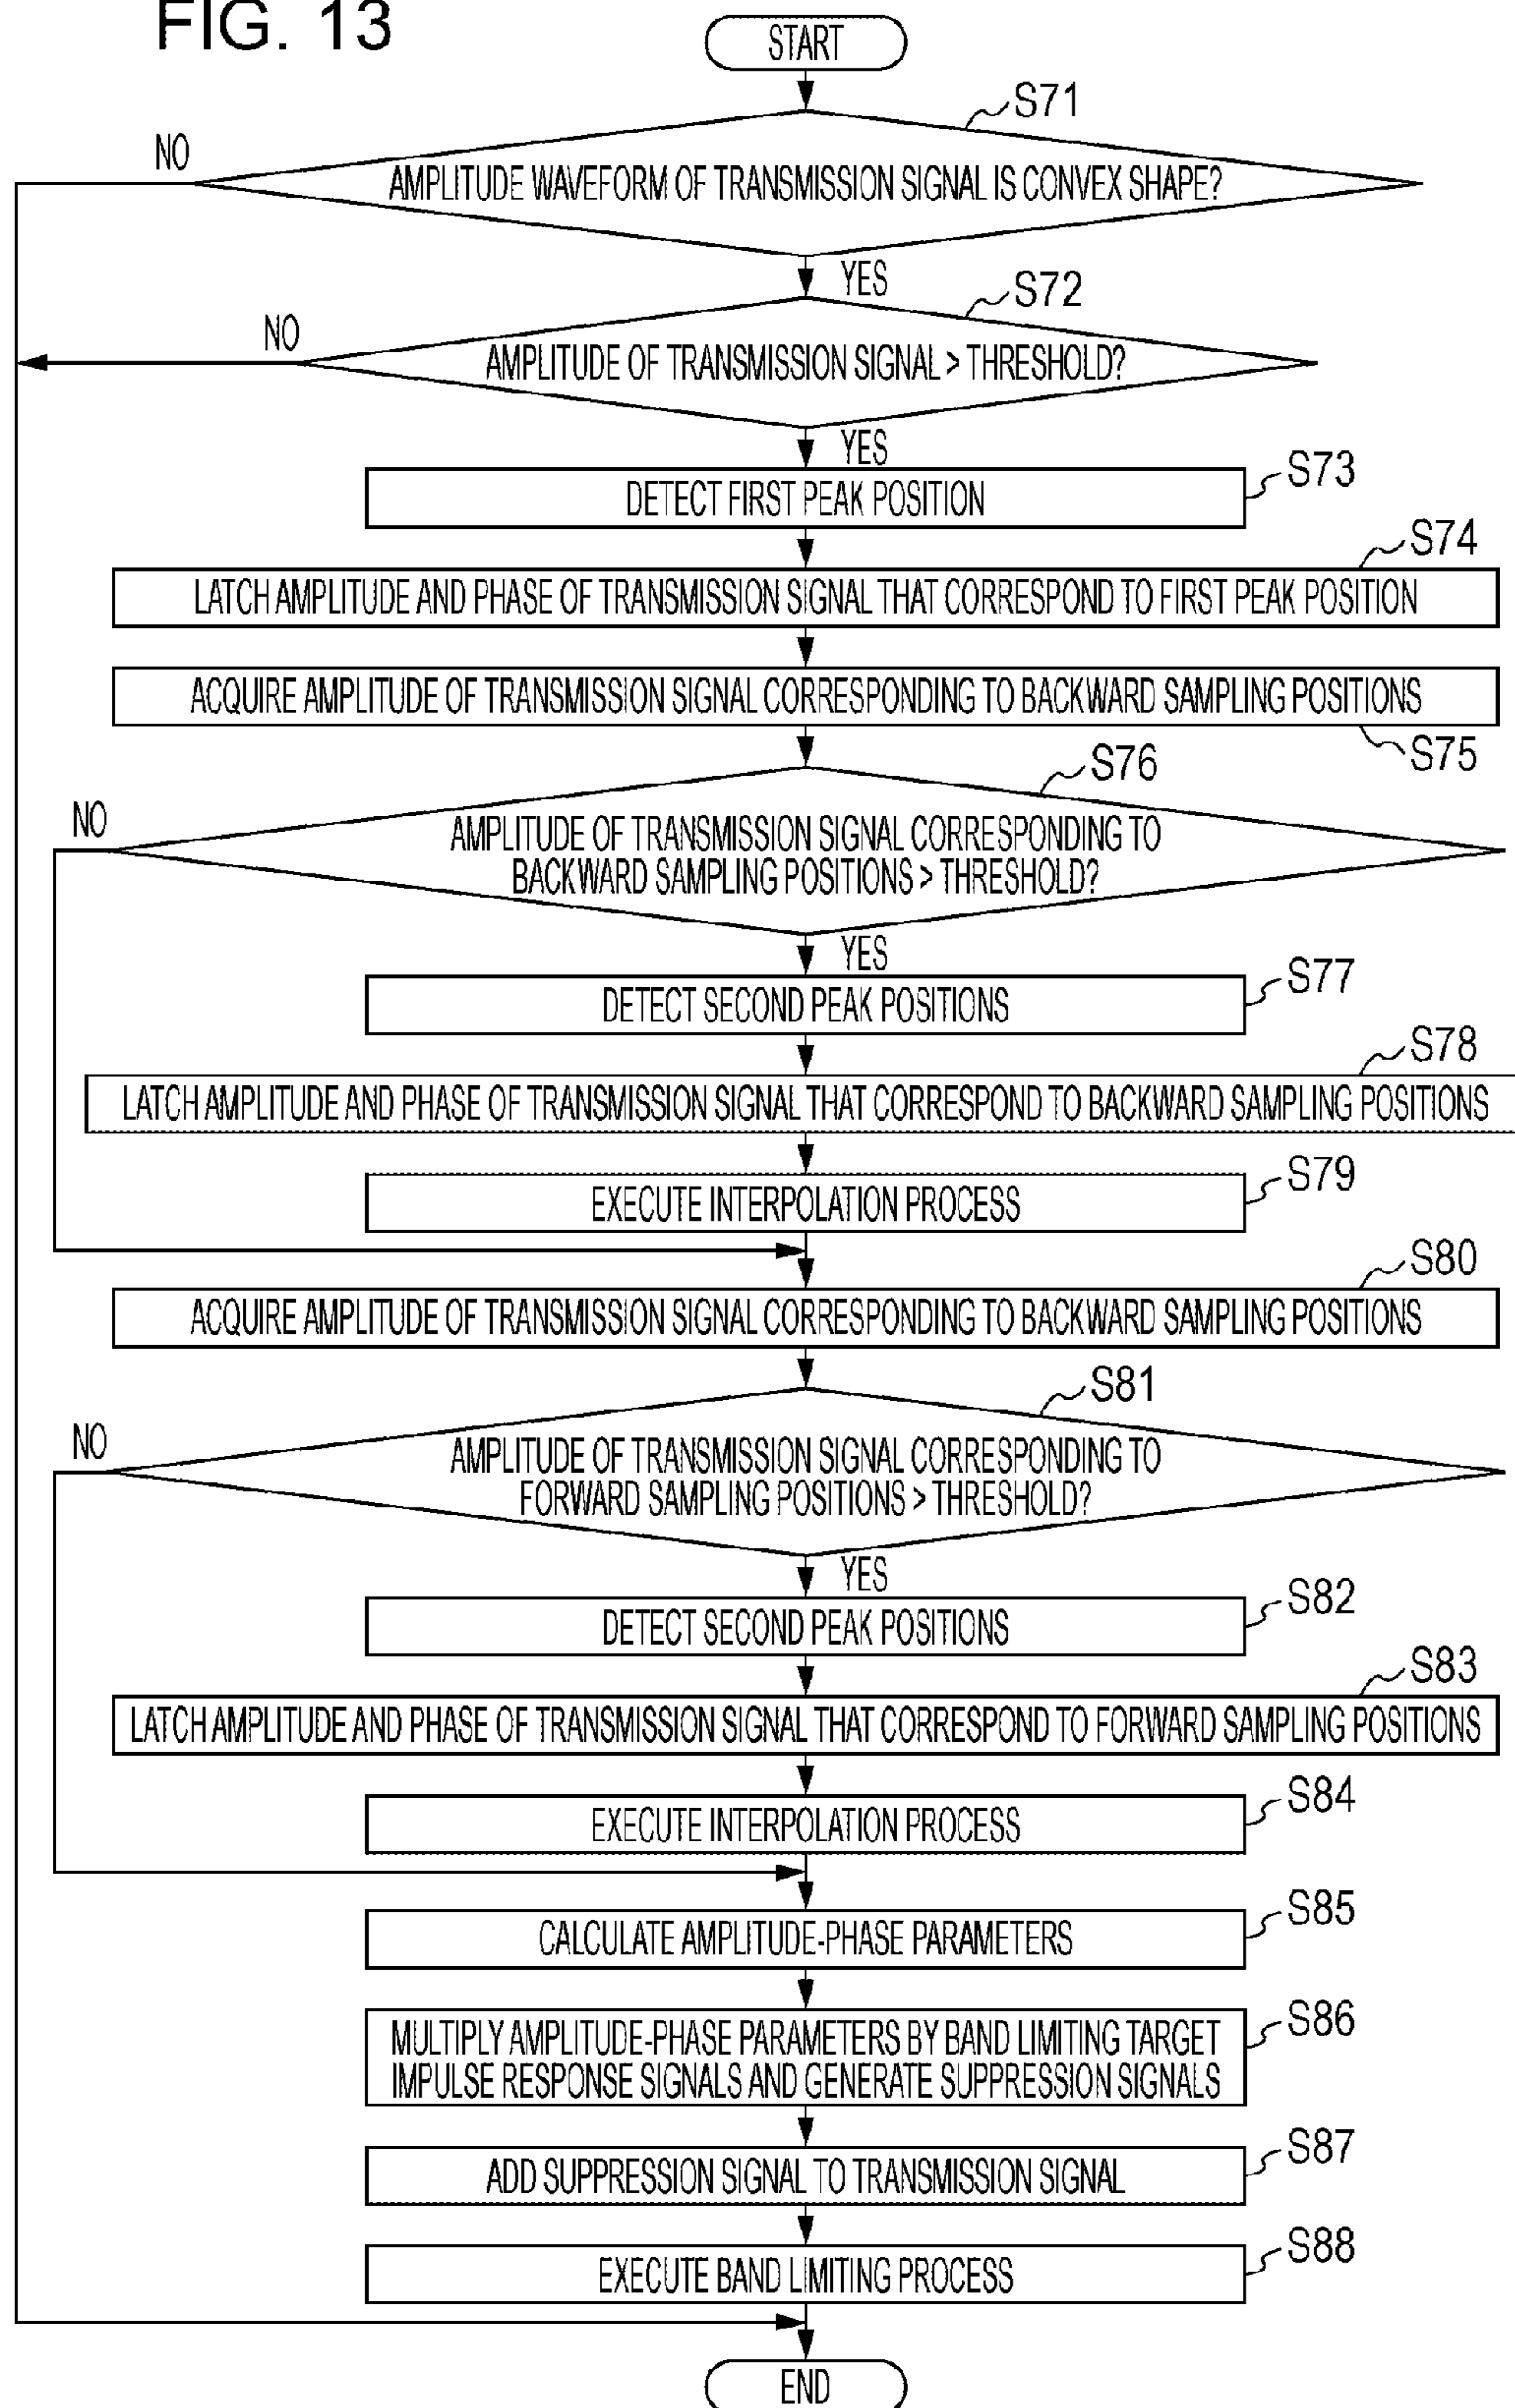 FIG. 13
START
S71
NO
AMPLITUDE WAVEFORM OF TRANSMISSION SIGNAL IS CONVEX SHAPE?
YES
S72
NO
AMPLITUDE OF TRANSMISSION SIGNAL > THRESHOLD?
YES
S73
DETECT FIRST PEAK POSITION
S74
LATCH AMPLITUDE AND PHASE OF TRANSMISSION SIGNAL THAT CORRESPOND TO FIRST PEAK POSITION
ACQUIRE AMPLITUDE OF TRANSMISSION SIGNAL CORRESPONDING TO BACKWARD SAMPLING POSITIONS
S75
S76
NO
AMPLITUDE OF TRANSMISSION SIGNAL CORRESPONDING TO
BACKWARD SAMPLING POSITIONS > THRESHOLD?
YES
S77
DETECT SECOND PEAK POSITIONS
S78
LATCH AMPLITUDE AND PHASE OF TRANSMISSION SIGNAL THAT CORRESPOND TO BACKWARD SAMPLING POSITIONS
S79
EXECUTE INTERPOLATION PROCESS
S80
ACQUIRE AMPLITUDE OF TRANSMISSION SIGNAL CORRESPONDING TO BACKWARD SAMPLING POSITIONS
S81
NO
AMPLITUDE OF TRANSMISSION SIGNAL CORRESPONDING TO
FORWARD SAMPLING POSITIONS > THRESHOLD?
YES
S82
DETECT SECOND PEAK POSITIONS
S83
LATCH AMPLITUDE AND PHASE OF TRANSMISSION SIGNAL THAT CORRESPOND TO FORWARD SAMPLING POSITIONS
S84
EXECUTE INTERPOLATION PROCESS
S85
CALCULATE AMPLITUDE-PHASE PARAMETERS
S86
MULTIPLY AMPLITUDE-PHASE PARAMETERS BY BAND LIMITING TARGET
IMPULSE RESPONSE SIGNALS AND GENERATE SUPPRESSION SIGNALS
S87
ADD SUPPRESSION SIGNAL TO TRANSMISSION SIGNAL
S88
EXECUTE BAND LIMITING PROCESS
END